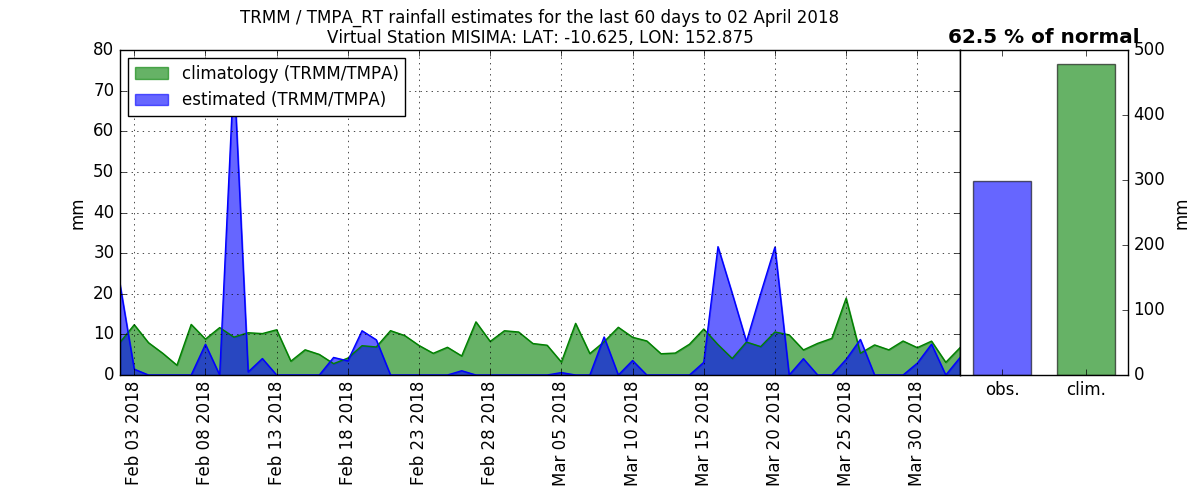 TRMM / TMPA_RT rainfall estimates for the last 60 days to 02 April 2018
Virtual Station MISIMA: LAT: -10.625, LON: 152.875
62.5 % of normal
climatology (TRMM/TMPA)
estimated (TRMM/TMPA)
80
70
60
50
40
30
20
10
0
mm
Feb 03 2018
Feb 08 2018
Feb 13 2018
Feb 18 2018
Feb 23 2018
Feb 28 2018
Mar 05 2018
Mar 10 2018
Mar 15 2018
Mar 20 2018
Mar 25 2018
Mar 30 2018
obs.
clim.
500
400
300
200
100
0
mm